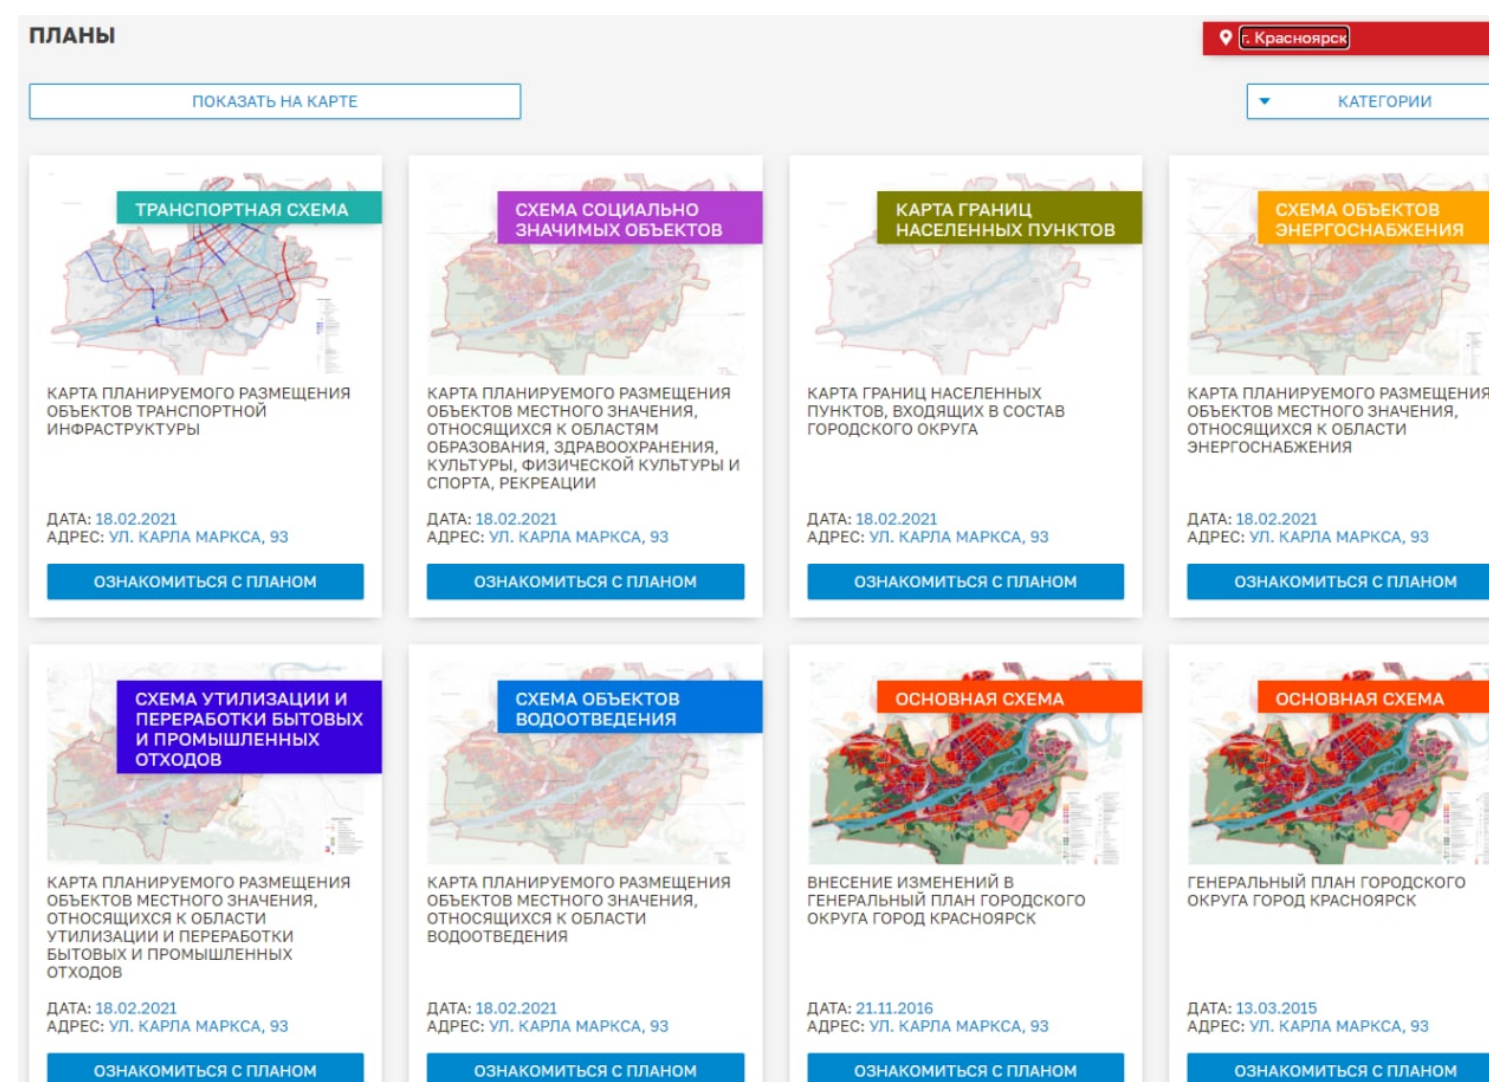 ПЛАНЫ
г. Красноярск
ПОКАЗАТЬ НА КАРТЕ
КАТЕГОРИИ
ТРАНСПОРТНАЯ СХЕМА
КАРТА ПЛАНИРУЕМОГО РАЗМЕЩЕНИЯ
ОБЪЕКТОВ ТРАНСПОРТНОЙ
ИНФРАСТРУКТУРЫ
ДАТА: 18.02.2021
АДРЕС: УЛ. КАРЛА МАРКСА, 93
ОЗНАКОМИТЬСЯ С ПЛАНОМ
СХЕМА СОЦИАЛЬНО
ЗНАЧИМЫХ ОБЪЕКТОВ
КАРТА ПЛАНИРУЕМОГО РАЗМЕЩЕНИЯ
ОБЪЕКТОВ МЕСТНОГО ЗНАЧЕНИЯ,
ОТНОСЯЩИХСЯ К ОБЛАСТЯМ
ОБРАЗОВАНИЯ, ЗДРАВООХРАНЕНИЯ,
КУЛЬТУРЫ, ФИЗИЧЕСКОЙ КУЛЬТУРЫ И
СПОРТА, РЕКРЕАЦИИ
ДАТА: 18.02.2021
АДРЕС: УЛ. КАРЛА МАРКСА, 93
ОЗНАКОМИТЬСЯ С ПЛАНОМ
КАРТА ГРАНИЦ
НАСЕЛЕННЫХ ПУНКТОВ
КАРТА ГРАНИЦ НАСЕЛЕННЫХ
ПУНКТОВ, ВХОДЯЩИХ В СОСТАВ
ГОРОДСКОГО ОКРУГА
ДАТА: 18.02.2021
АДРЕС: УЛ. КАРЛА МАРКСА, 93
ОЗНАКОМИТЬСЯ С ПЛАНОМ
СХЕМА ОБЪЕКТОВ
ЭНЕРГОСНАБЖЕНИЯ
КАРТА ПЛАНИРУЕМОГО РАЗМЕЩЕНИЯ
ОБЪЕКТОВ МЕСТНОГО ЗНАЧЕНИЯ,
ОТНОСЯЩИХСЯ К ОБЛАСТИ
ЭНЕРГОСНАБЖЕНИЯ
ДАТА: 18.02.2021
АДРЕС: УЛ. КАРЛА МАРКСА, 93
ОЗНАКОМИТЬСЯ С ПЛАНОМ
СХЕМА УТИЛИЗАЦИИ И
ПЕРЕРАБОТКИ БЫТОВЫХ
И ПРОМЫШЛЕННЫХ
ОТХОДОВ
КАРТА ПЛАНИРУЕМОГО РАЗМЕЩЕНИЯ
ОБЪЕКТОВ МЕСТНОГО ЗНАЧЕНИЯ,
ОТНОСЯЩИХСЯ К ОБЛАСТИ
УТИЛИЗАЦИИ И ПЕРЕРАБОТКИ
БЫТОВЫХ И ПРОМЫШЛЕННЫХ
ОТХОДОВ
ДАТА: 18.02.2021
АДРЕС: УЛ. КАРЛА МАРКСА, 93
ОЗНАКОМИТЬСЯ С ПЛАНОМ
СХЕМА ОБЪЕКТОВ
ВОДООТВЕДЕНИЯ
КАРТА ПЛАНИРУЕМОГО РАЗМЕЩЕНИЯ
ОБЪЕКТОВ МЕСТНОГО ЗНАЧЕНИЯ,
ОТНОСЯЩИХСЯ К ОБЛАСТИ
ВОДООТВЕДЕНИЯ
ДАТА: 18.02.2021
АДРЕС: УЛ. КАРЛА МАРКСА, 93
ОЗНАКОМИТЬСЯ С ПЛАНОМ
ОСНОВНАЯ СХЕМА
ВНЕСЕНИЕ ИЗМЕНЕНИЙ В
ГЕНЕРАЛЬНЫЙ ПЛАН ГОРОДСКОГО
ОКРУГА ГОРОД КРАСНОЯРСК
ДАТА: 21.11.2016
АДРЕС: УЛ. КАРЛА МАРКСА, 93
ОЗНАКОМИТЬСЯ С ПЛАНОМ
ОСНОВНАЯ СХЕМА
ГЕНЕРАЛЬНЫЙ ПЛАН ГОРОДСКОГО
ОКРУГА ГОРОД КРАСНОЯРСК
ДАТА: 13.03.2015
АДРЕС: УЛ. КАРЛА МАРКСА, 93
ОЗНАКОМИТЬСЯ С ПЛАНОМ